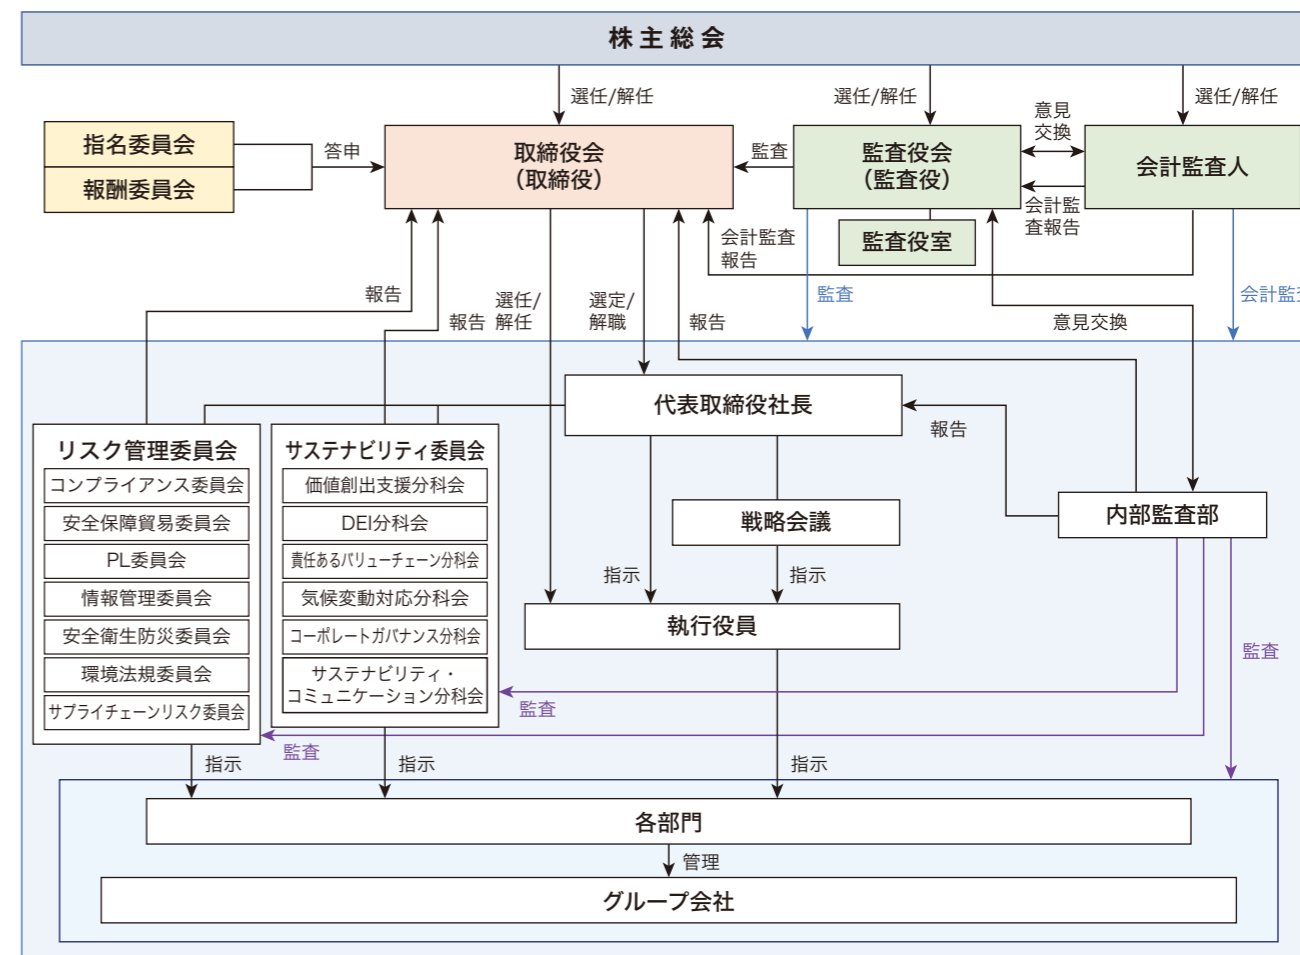 株主総会
選任/解任
選任/解任
選任/解任
指名委員会
報酬委員会
答申
取締役会
（取締役）
監査
監査役会
（監査役）
意見
交換
会計監査人
会計監
査報告
監査役室
会計監査
報告
監査
会計監査
報告
報告
選任/
解任
選定/
解職
報告
意見交換
代表取締役社長
報告
リスク管理委員会
コンプライアンス委員会
安全保障貿易委員会
PL委員会
情報管理委員会
安全衛生防災委員会
環境法規委員会
サプライチェーンリスク委員会
サステナビリティ委員会
価値創出支援分科会
DEI分科会
責任あるバリューチェーン分科会
気候変動対応分科会
コーポレートガバナンス分科会
サステナビリティ・
コミュニケーション分科会
戦略会議
内部監査部
指示
指示
執行役員
監査
監査
監査
指示
指示
指示
各部門
管理
グループ会社